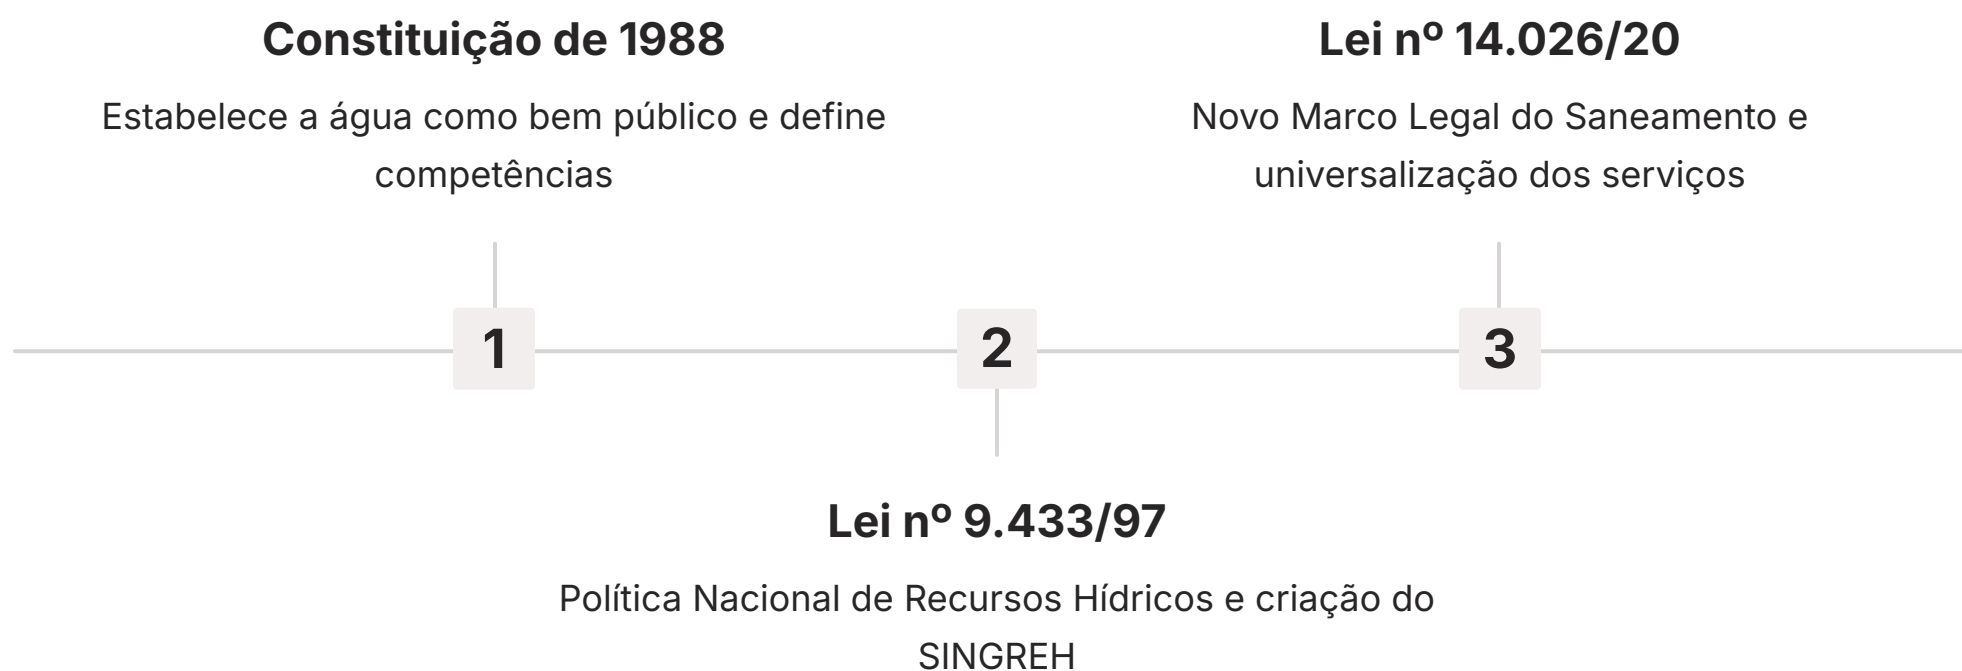 Constituição de 1988
Estabelece a água como bem público e define
competências
Lei nº 14.026/20
Novo Marco Legal do Saneamento e
universalização dos serviços
1
2
3
Lei nº 9.433/97
Política Nacional de Recursos Hídricos e criação do
SINGREH